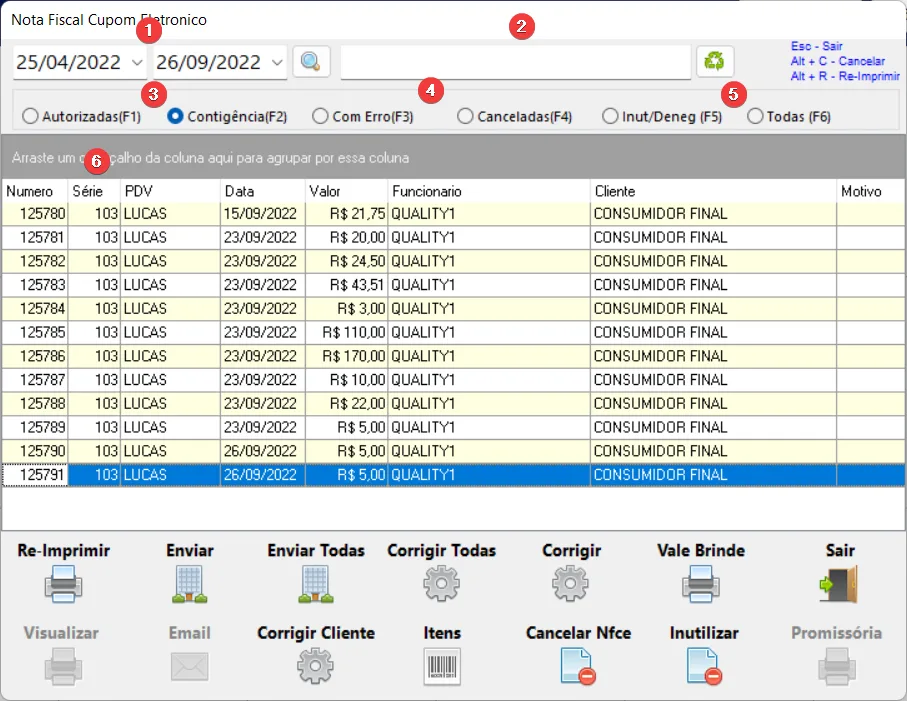 Nota Fiscal Cupom Eletronico
1
2
25/04/2022 26/09/2022
Esc - Sair
Alt + C - Cancelar
Alt + R - Re-Imprimir
3
4
5
Autorizadas(F1) Contigência(F2) Com Erro(F3) Canceladas(F4) Inut/Deneg (F5) Todas (F6)
6
Arraste um c çalho da coluna aqui para agrupar por essa coluna
Numero Série PDV Data Valor Funcionario Cliente Motivo
125780 103 LUCAS 15/09/2022 R$ 21,75 QUALITY1 CONSUMIDOR FINAL
125781 103 LUCAS 23/09/2022 R$ 20,00 QUALITY1 CONSUMIDOR FINAL
125782 103 LUCAS 23/09/2022 R$ 24,50 QUALITY1 CONSUMIDOR FINAL
125783 103 LUCAS 23/09/2022 R$ 43,51 QUALITY1 CONSUMIDOR FINAL
125784 103 LUCAS 23/09/2022 R$ 3,00 QUALITY1 CONSUMIDOR FINAL
125785 103 LUCAS 23/09/2022 R$ 110,00 QUALITY1 CONSUMIDOR FINAL
125786 103 LUCAS 23/09/2022 R$ 170,00 QUALITY1 CONSUMIDOR FINAL
125787 103 LUCAS 23/09/2022 R$ 10,00 QUALITY1 CONSUMIDOR FINAL
125788 103 LUCAS 23/09/2022 R$ 22,00 QUALITY1 CONSUMIDOR FINAL
125789 103 LUCAS 23/09/2022 R$ 5,00 QUALITY1 CONSUMIDOR FINAL
125790 103 LUCAS 26/09/2022 R$ 5,00 QUALITY1 CONSUMIDOR FINAL
125791 103 LUCAS 26/09/2022 R$ 5,00 QUALITY1 CONSUMIDOR FINAL
Re-Imprimir Enviar Enviar Todas Corrigir Todas Corrigir Vale Brinde Sair
Visualizar Email Corrigir Cliente Itens Cancelar Nfce Inutilizar Promissória